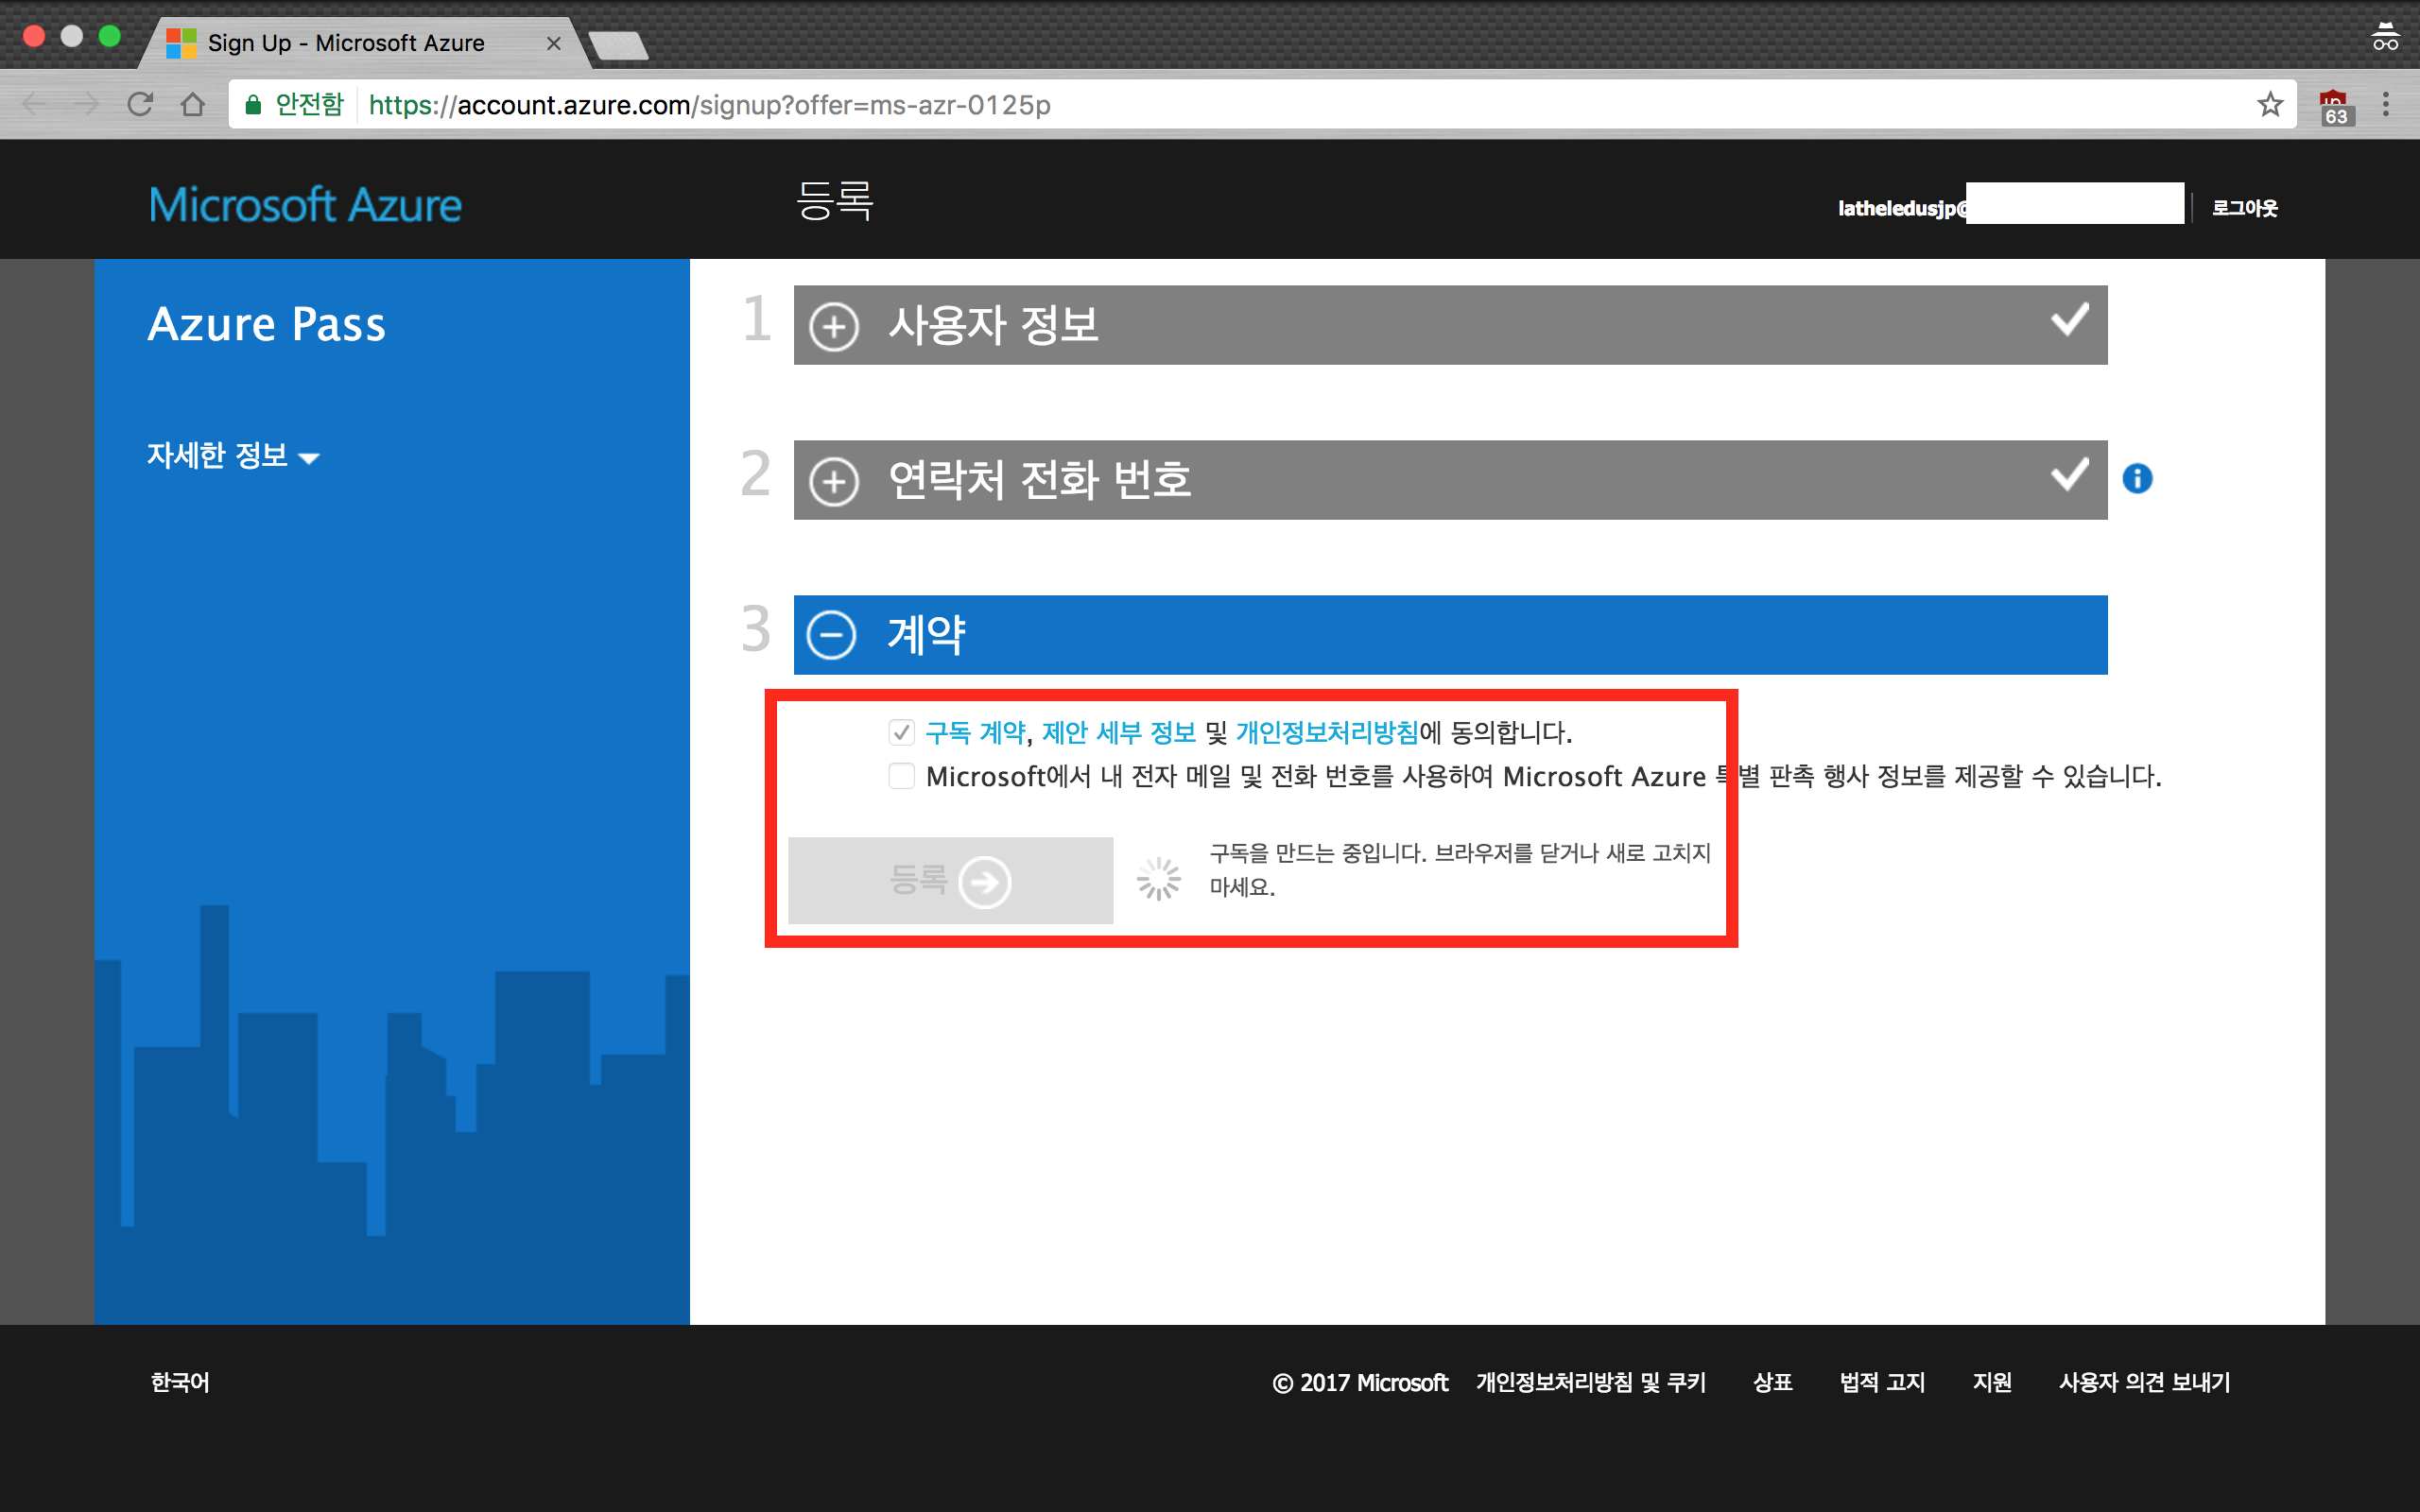 Sign Up - Microsoft Azure
안전함 https://account.azure.com/signup?offer=ms-azr-0125p
63
Microsoft Azure
등록
latheledusjp@
로그아웃
Azure Pass
자세한 정보
1 사용자 정보
2 연락처 전화 번호
3 계약
구독 계약, 제안 세부 정보 및 개인정보처리방침에 동의합니다.
Microsoft에서 내 전자 메일 및 전화 번호를 사용하여 Microsoft Azure 특별 판촉 행사 정보를 제공할 수 있습니다.
등록
구독을 만드는 중입니다. 브라우저를 닫거나 새로 고치지
마세요.
한국어
© 2017 Microsoft 개인정보처리방침 및 쿠키 상표 법적 고지 지원 사용자 의견 보내기